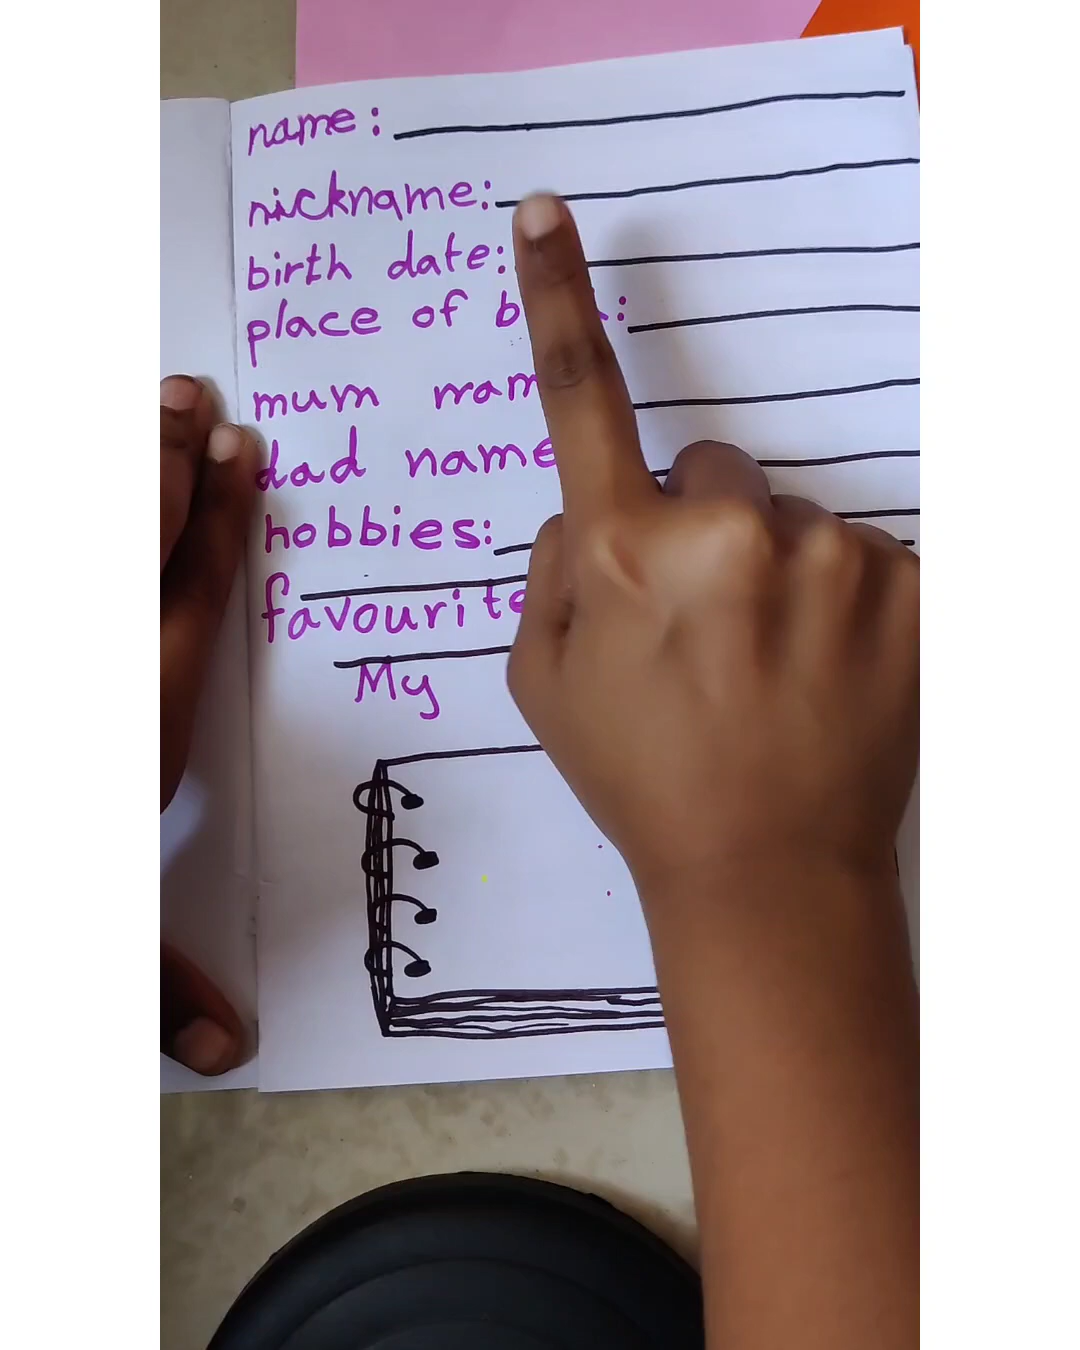 name:
nickname:
birth date:
place of
mum
dad name
hobbies:
favourite
My